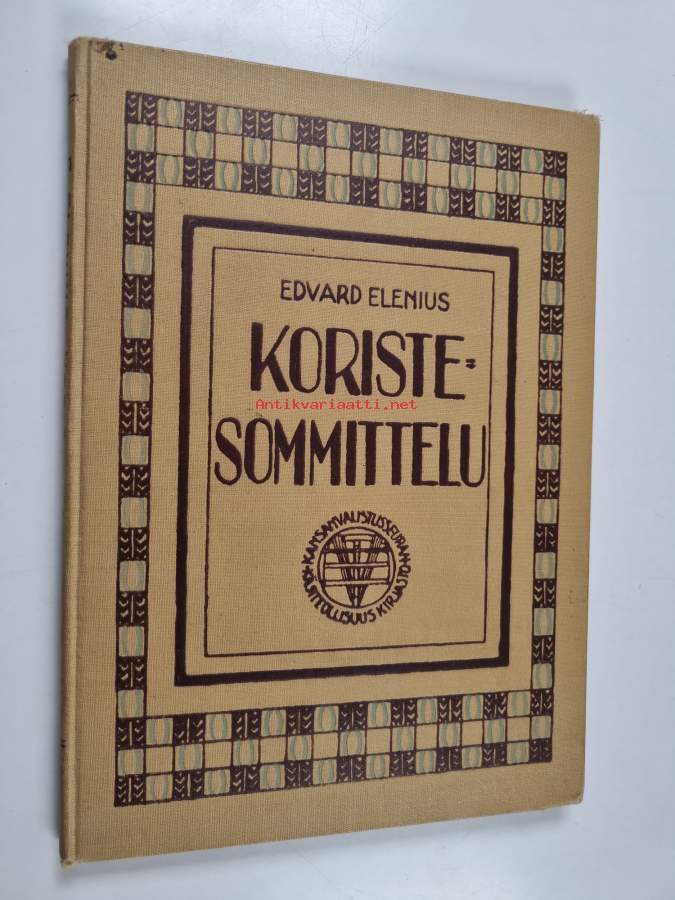 EDVARD ELENIUS
KORISTE=
Antikvariaatti.net
SOMMITTELU
KANSANVALISTUSSEURAN
KÄSITEOLLISUUS KIRJASTO